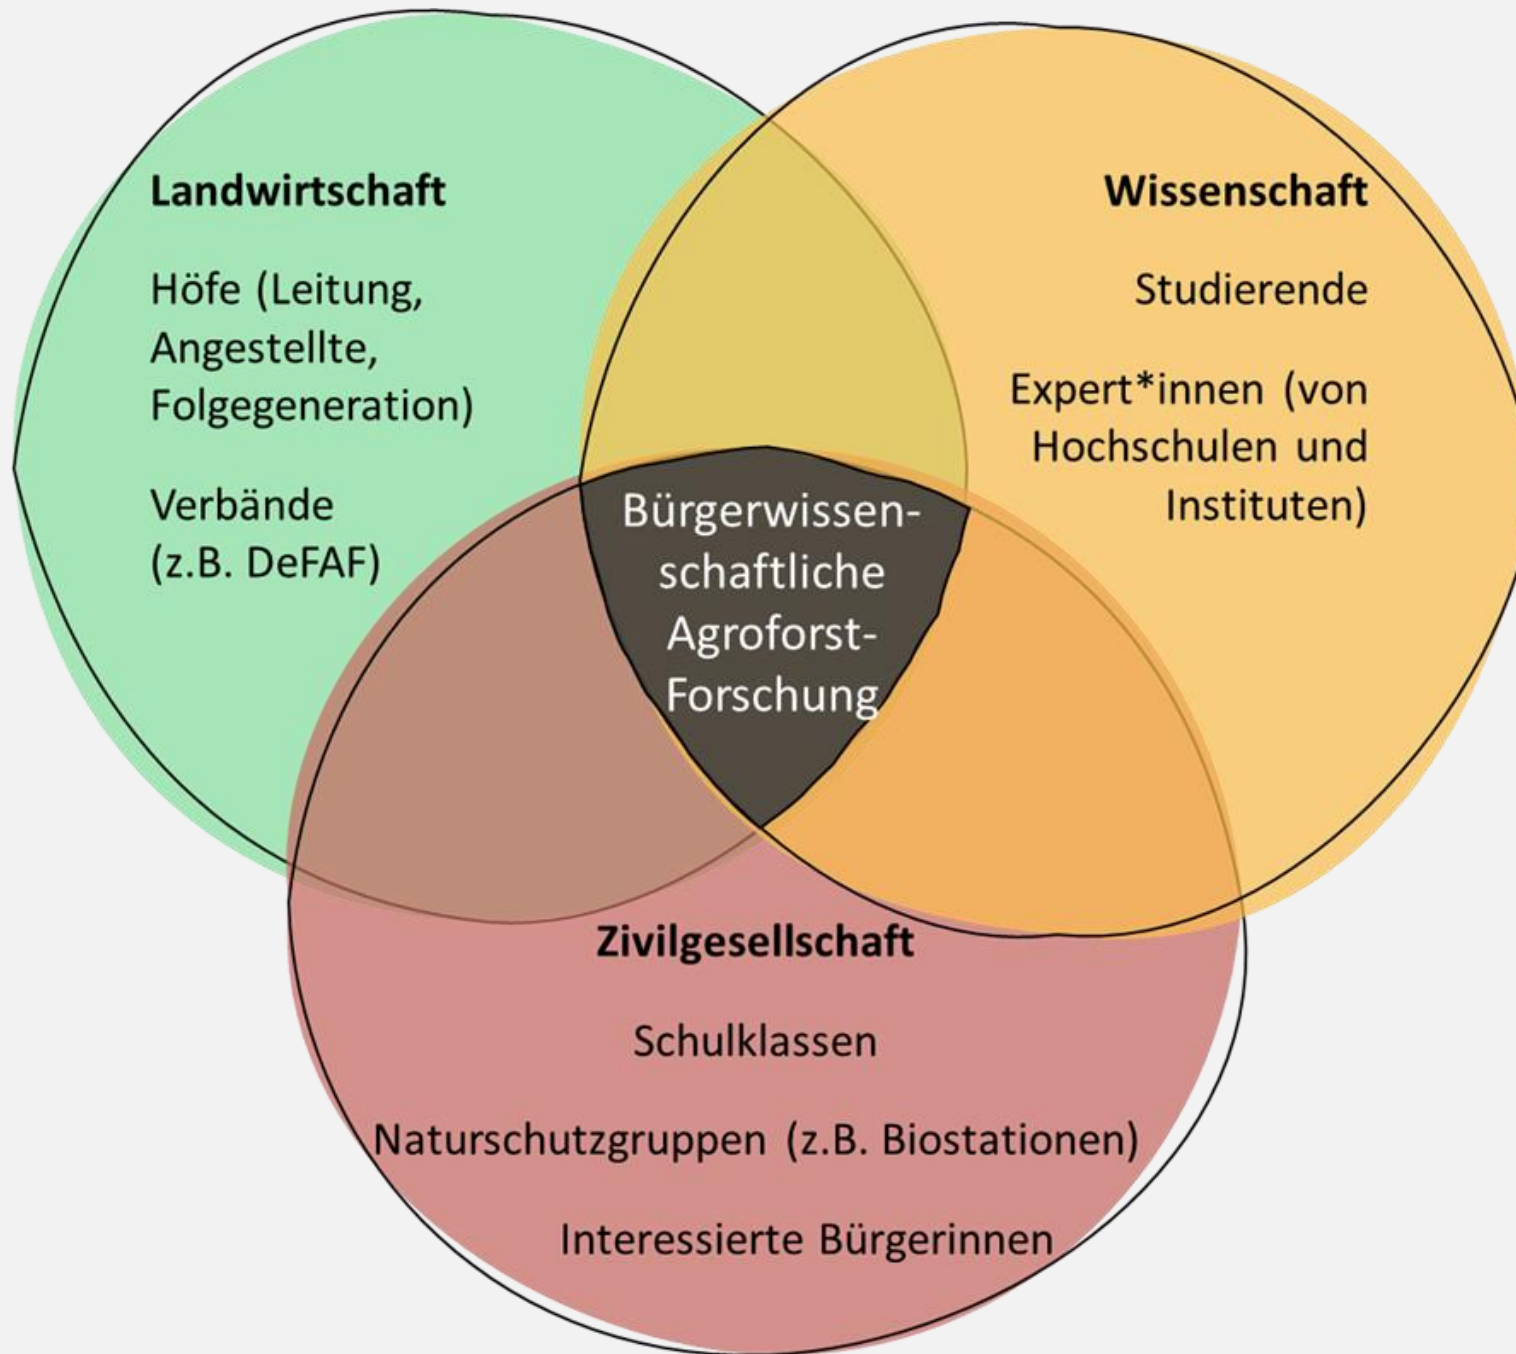 Landwirtschaft
Höfe (Leitung,
Angestellte,
Folgegeneration)
Verbände
(z.B. DeFAF)
Wissenschaft
Studierende
Expert*innen (von
Hochschulen und
Instituten)
Bürgerwissen-
schaftliche
Agroforst-
Forschung
Zivilgesellschaft
Schulklassen
Naturschutzgruppen (z.B. Biostationen)
Interessierte Bürgerinnen